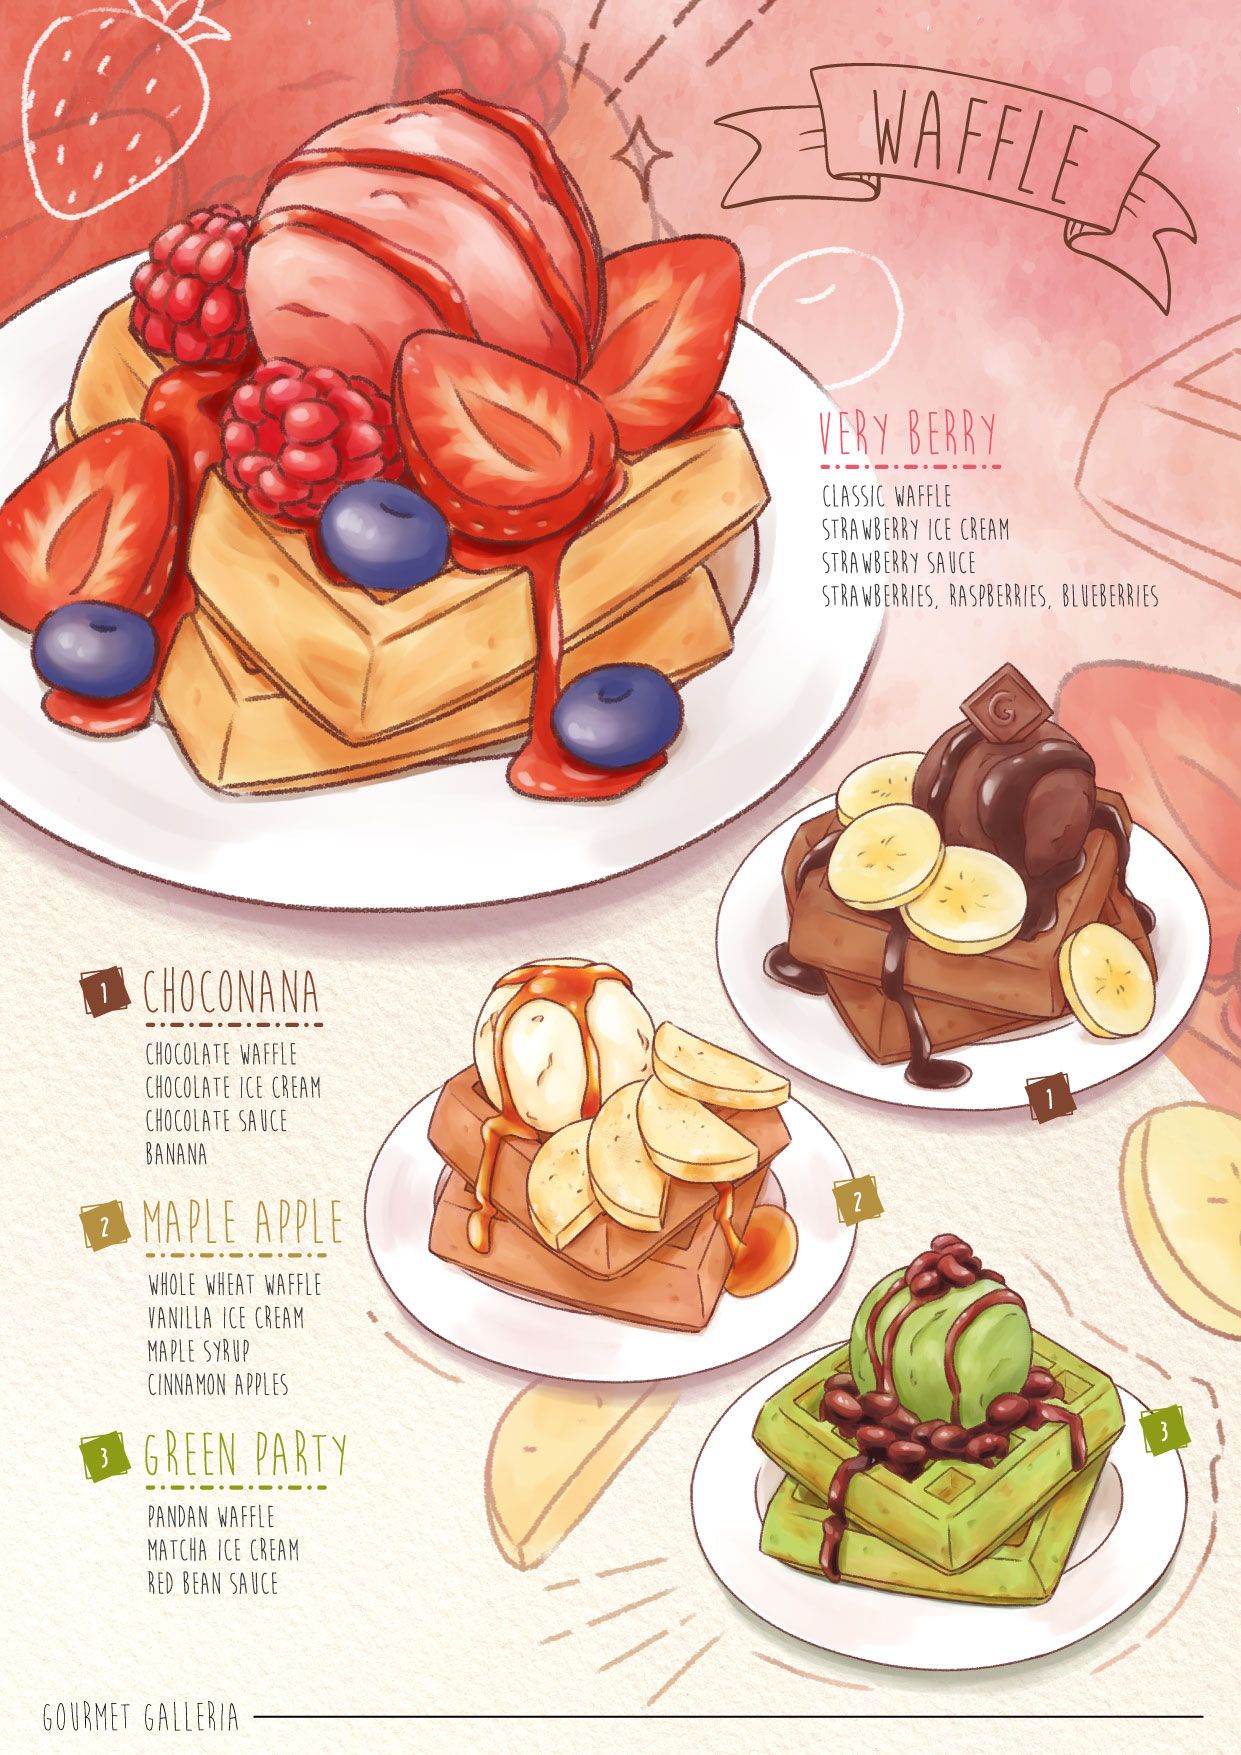 WAFFLE
VERY BERRY
CLASSIC WAFFLE
STRAWBERRY ICE CREAM
STRAWBERRY SAUCE
STRAWBERRIES, RASPBERRIES, BLUEBERRIES
G
1 CHOCONANA
CHOCOLATE WAFFLE
CHOCOLATE ICE CREAM
CHOCOLATE SAUCE
BANANA
1
2 MAPLE APPLE
WHOLE WHEAT WAFFLE
VANILLA ICE CREAM
MAPLE SYRUP
CINNAMON APPLES
2
3 GREEN PARTY
PANDAN WAFFLE
MATCHA ICE CREAM
RED BEAN SAUCE
3
GOURMET GALLERIA